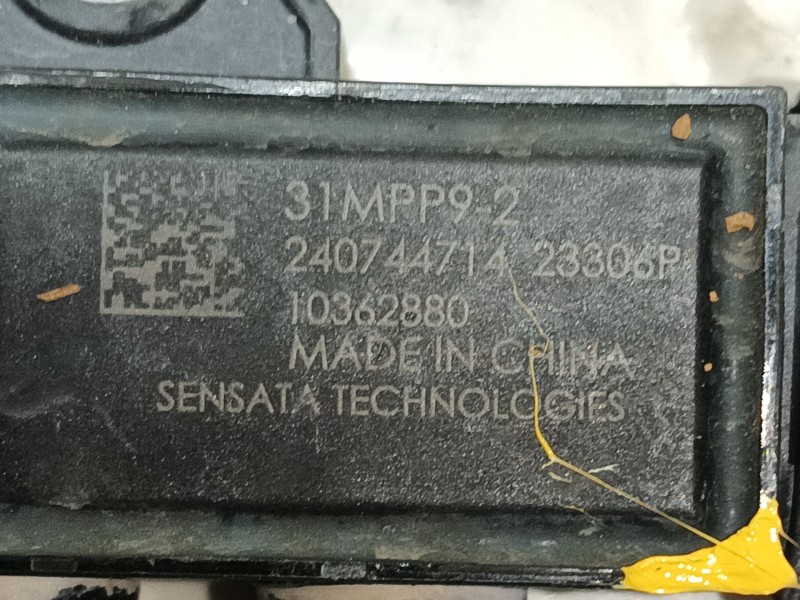 31MPP9-2
240744714 23306P
10362880
MADE IN CHINA
SENSATA TECHNOLOGIES